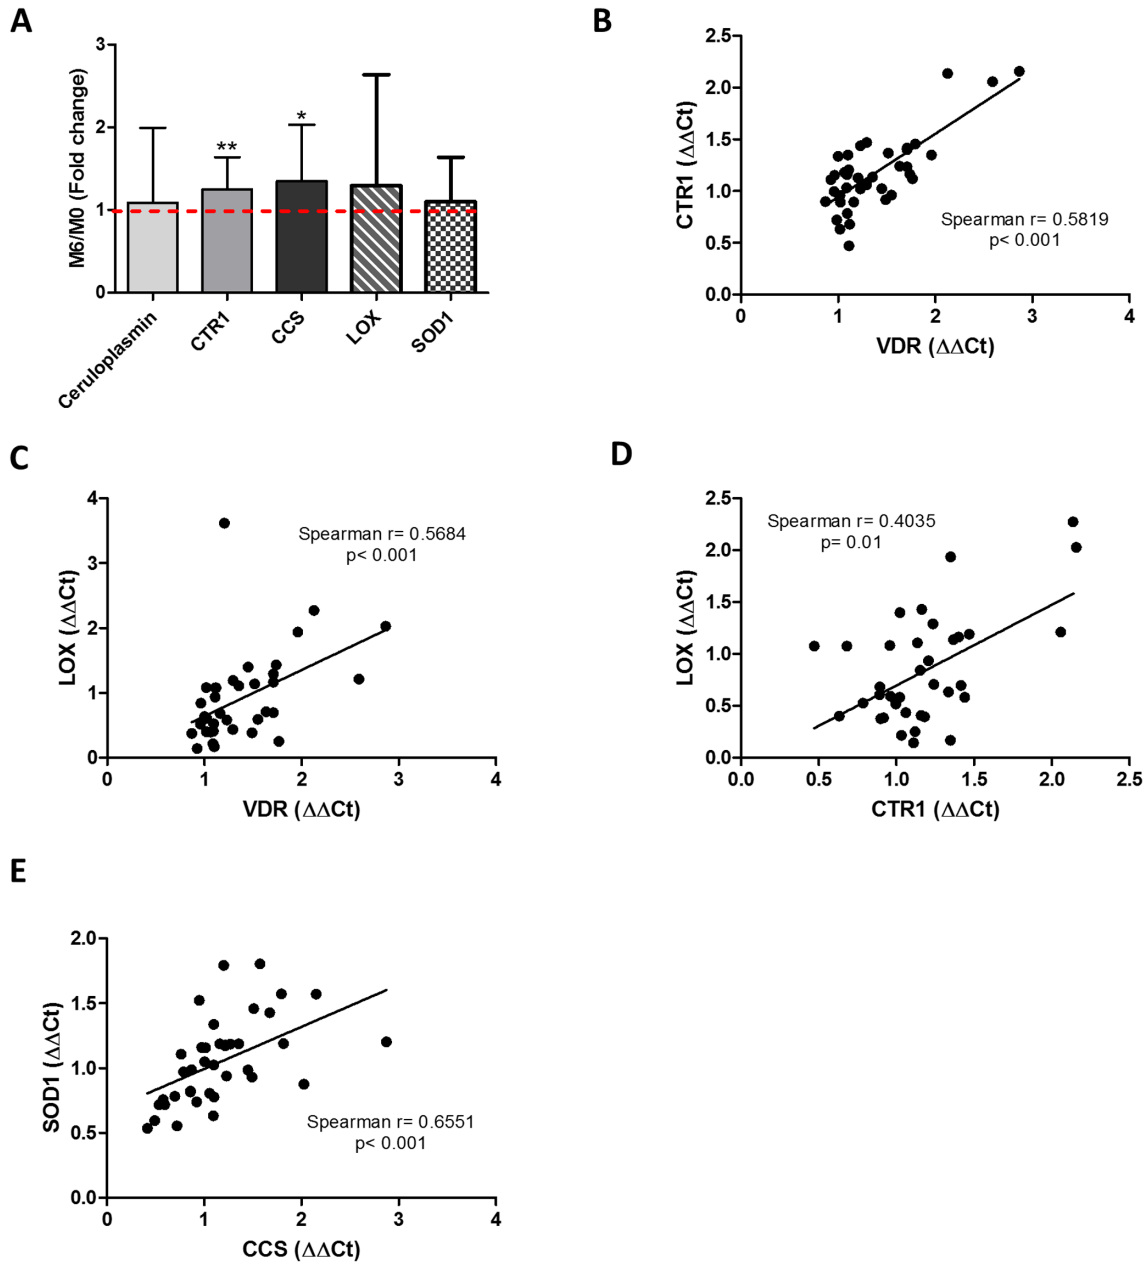 A
M6/M0 (Fold change)
3
2
1
0
**
*
Ceruloplasmin
CTR1
CCS
LOX
SOD1
B
CTR1 (ΔΔCt)
2.5
2.0
1.5
1.0
0.5
0.0
Spearman r= 0.5819
p< 0.001
0 1 2 3 4
VDR (ΔΔCt)
C
LOX (ΔΔCt)
4
3
2
1
0
Spearman r= 0.5684
p< 0.001
0 1 2 3 4
VDR (ΔΔCt)
D
LOX (ΔΔCt)
2.5
2.0
1.5
1.0
0.5
0.0
Spearman r= 0.4035
p= 0.01
0.0 0.5 1.0 1.5 2.0 2.5
CTR1 (ΔΔCt)
E
SOD1 (ΔΔCt)
2.0
1.5
1.0
0.5
0.0
Spearman r= 0.6551
p< 0.001
0 1 2 3 4
CCS (ΔΔCt)